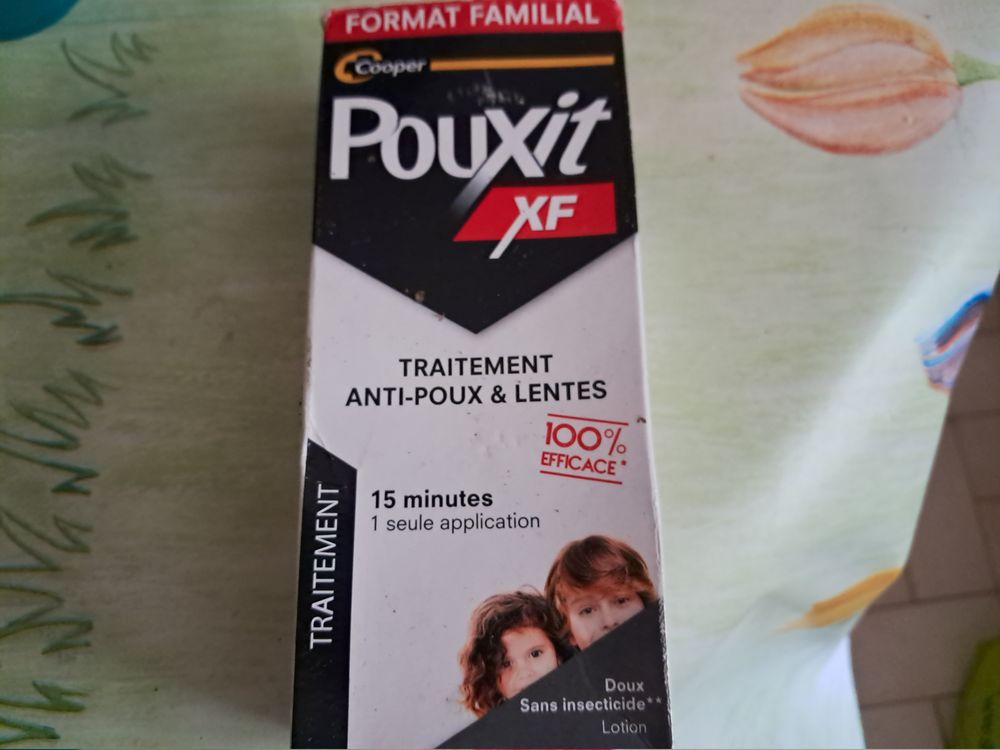 FORMAT FAMILIAL
Cooper
Pouxit
XF
TRAITEMENT
ANTI-POUX & LENTES
100%
EFFICACE*
15 minutes
1 seule application
TRAITEMENT
Doux
Sans insecticide**
Lotion